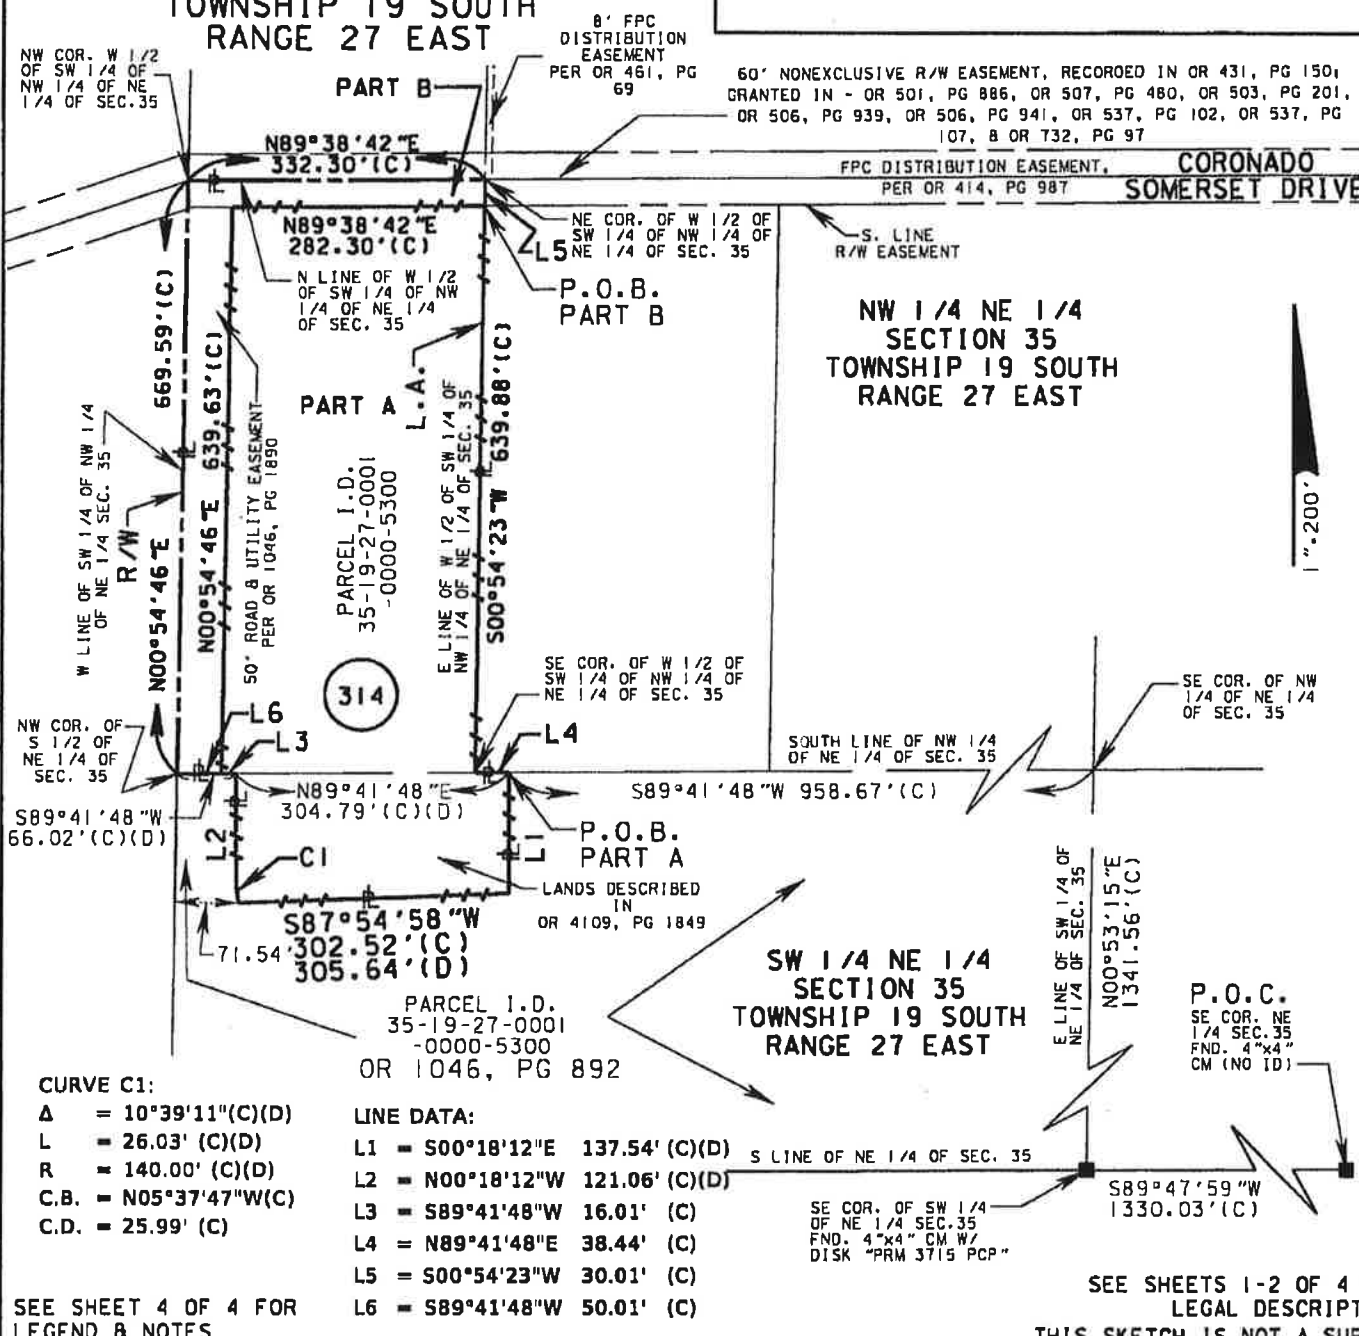 TOWNSHIP 19 SOUTH
RANGE 27 EAST
NW COR. W 1/2
OF SW 1/4 OF
NW 1/4 OF NE
1/4 OF SEC.35
PART B
8' FPC
DISTRIBUTION
EASEMENT
PER OR 461, PG
69
60' NONEXCLUSIVE R/W EASEMENT, RECOROED IN OR 431, PG 150;
GRANTED IN - OR 501, PG 886, OR 507, PG 480, OR 503, PG 201,
OR 506, PG 939, OR 506, PG 941, OR 537, PG 102, OR 537, PG
107, & OR 732, PG 97
N89°38'42"E
332.30'(C)
FPC DISTRIBUTION EASEMENT,
PER OR 414, PG 987
CORONADO
SOMERSET DRIVE
N89°38'42"E
282.30'(C)
L5
NE COR. OF W 1/2 OF
SW 1/4 OF NW 1/4 OF
NE 1/4 OF SEC. 35
S. LINE
R/W EASEMENT
N LINE OF W 1/2
OF SW 1/4 OF NW
1/4 OF NE 1/4
OF SEC. 35
P.O.B.
PART B
NW 1/4 NE 1/4
SECTION 35
TOWNSHIP 19 SOUTH
RANGE 27 EAST
669.59'(C)
N00°54'46"E
W LINE OF SW 1/4 OF NW 1/4
OF NE 1/4 SEC. 35
R/W
N00°54'46"E 639.63'(C)
50' ROAD & UTILITY EASEMENT
PER OR 1046, PG 1890
PART A
L.A.
PARCEL I.D.
35-19-27-0001
-0000-5300
E LINE OF W 1/2 OF SW 1/4 OF
NW 1/4 OF NE 1/4 OF SEC. 35
S00°54'23"W 639.88'(C)
1"=200'
314
SE COR. OF W 1/2 OF
SW 1/4 OF NW 1/4 OF
NE 1/4 OF SEC. 35
SE COR. OF NW
1/4 OF NE 1/4
OF SEC. 35
NW COR. OF
S 1/2 OF
NE 1/4 OF
SEC. 35
L6
L3
L4
SOUTH LINE OF NW 1/4
OF NE 1/4 OF SEC. 35
N89°41'48"E
304.79'(C)(D)
S89°41'48"W 958.67'(C)
S89°41'48"W
66.02'(C)(D)
L2
C1
L1
P.O.B.
PART A
LANDS DESCRIBED
IN
OR 4109, PG 1849
S87°54'58"W
302.52'(C)
305.64'(D)
71.54'
E LINE OF SW 1/4 OF
NE 1/4 OF SEC. 35
N00°53'15"E
1341.56'(C)
SW 1/4 NE 1/4
SECTION 35
TOWNSHIP 19 SOUTH
RANGE 27 EAST
P.O.C.
SE COR. NE
1/4 SEC.35
FND. 4"x4"
CM (NO ID)
PARCEL I.D.
35-19-27-0001
-0000-5300
OR 1046, PG 892
CURVE C1:
Δ = 10°39'11"(C)(D)
L = 26.03' (C)(D)
R = 140.00' (C)(D)
C.B. = N05°37'47"W(C)
C.D. = 25.99' (C)
LINE DATA:
L1 = S00°18'12"E 137.54' (C)(D)
L2 = N00°18'12"W 121.06' (C)(D)
L3 = S89°41'48"W 16.01' (C)
L4 = N89°41'48"E 38.44' (C)
L5 = S00°54'23"W 30.01' (C)
L6 = S89°41'48"W 50.01' (C)
S LINE OF NE 1/4 OF SEC. 35
S89°47'59"W
1330.03'(C)
SE COR. OF SW 1/4
OF NE 1/4 SEC.35
FND. 4"x4" CM W/
DISK "PRM 3715 PCP"
SEE SHEETS 1-2 OF 4
LEGAL DESCRIPT
THIS SKETCH IS NOT A SUR
SEE SHEET 4 OF 4 FOR
LEGEND & NOTES